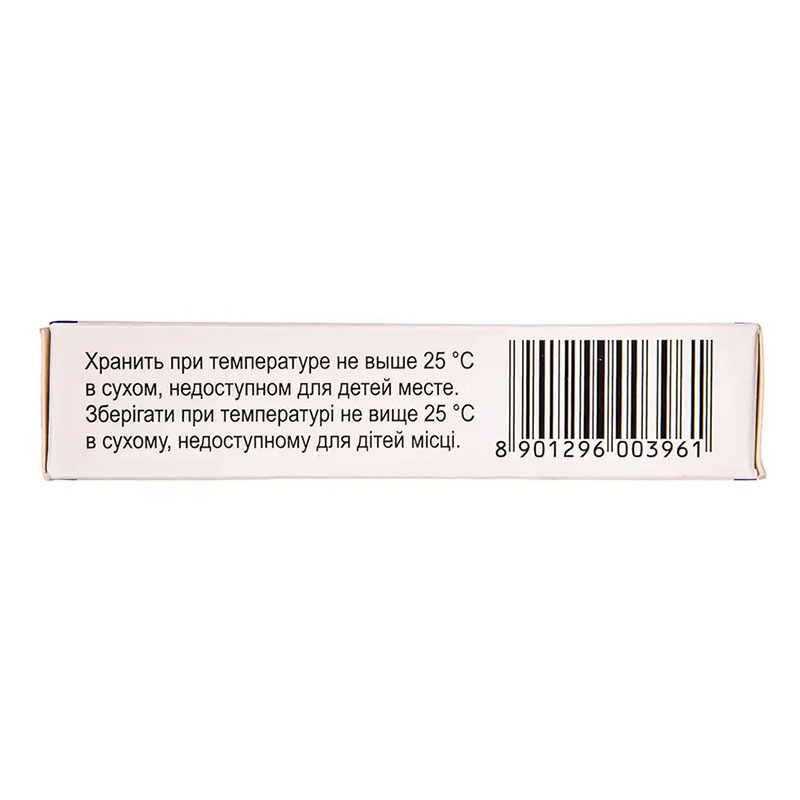 Хранить при температуре не выше 25 °C
в сухом, недоступном для детей месте.
Зберігати при температурі не вище 25 °C
в сухому, недоступному для дітей місці.
8 901296 003961